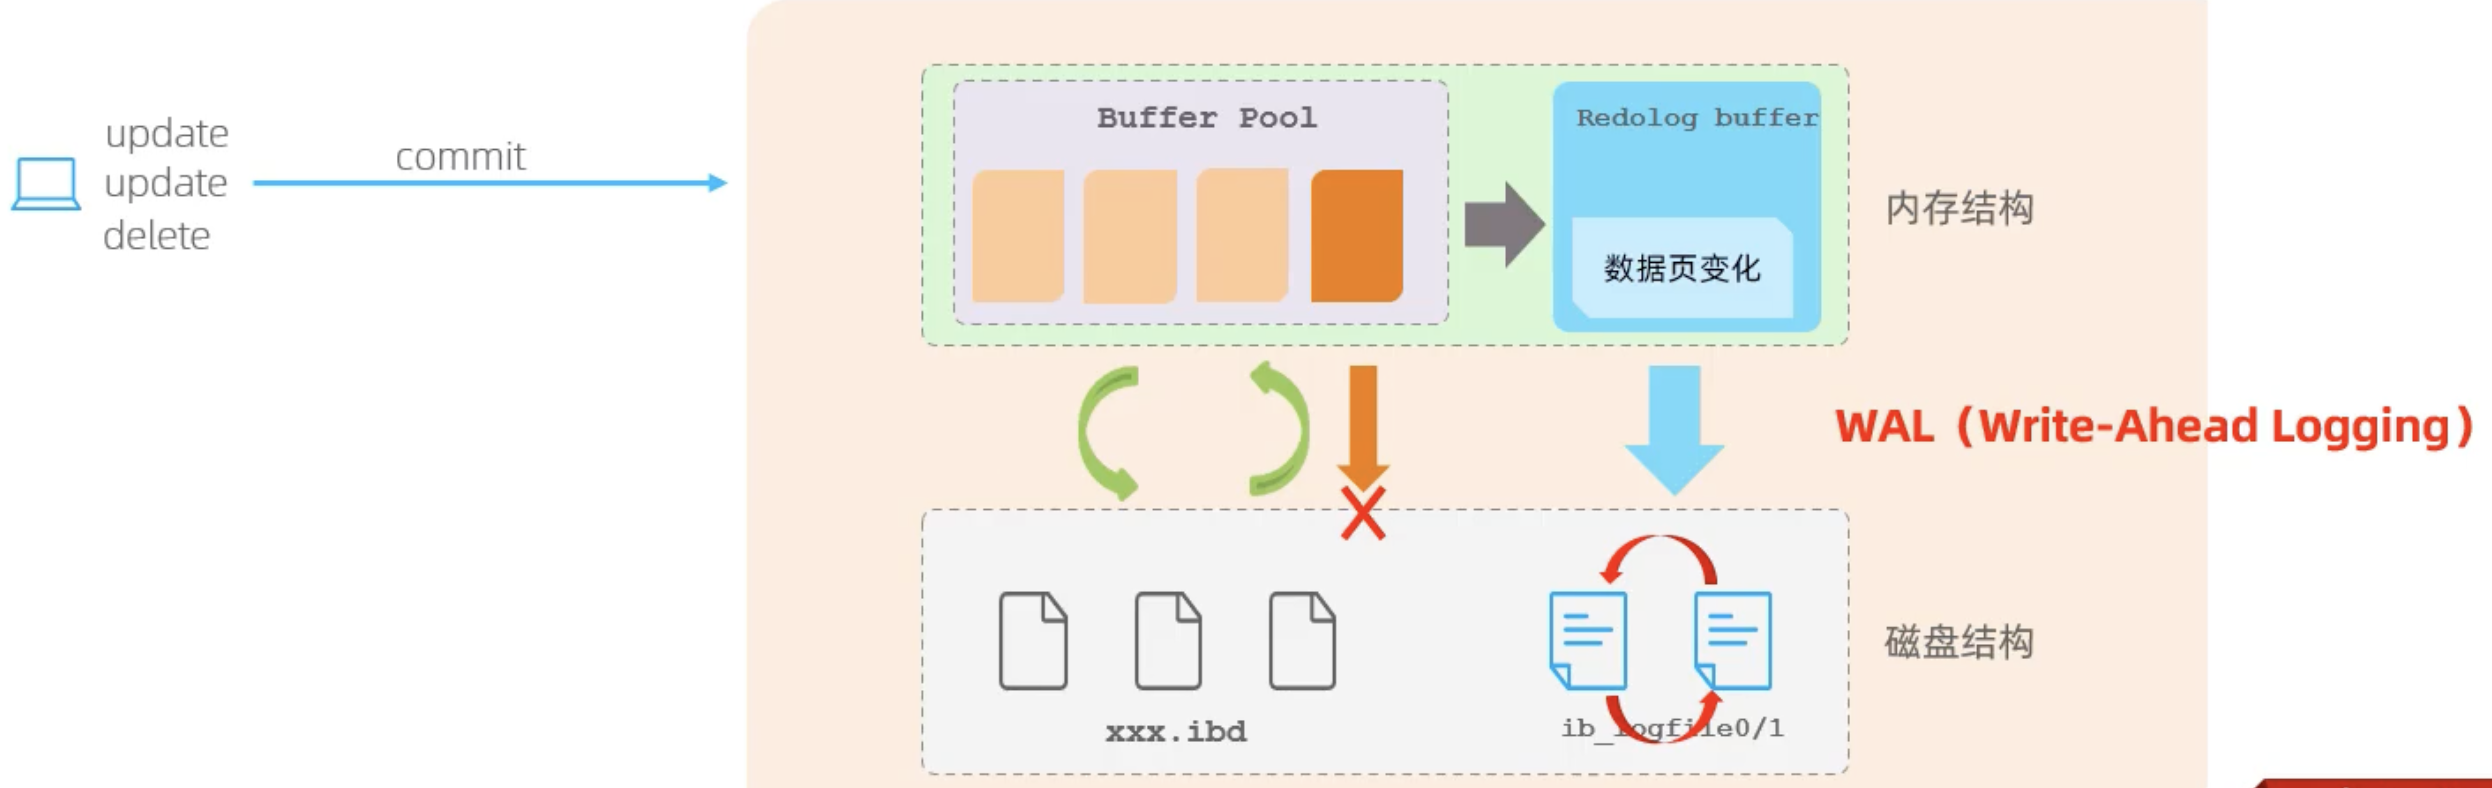 update
update
delete
commit
Buffer Pool
Redolog buffer
数据页变化
内存结构
WAL（Write-Ahead Logging）
xxx.ibd
ib_logfile0/1
磁盘结构